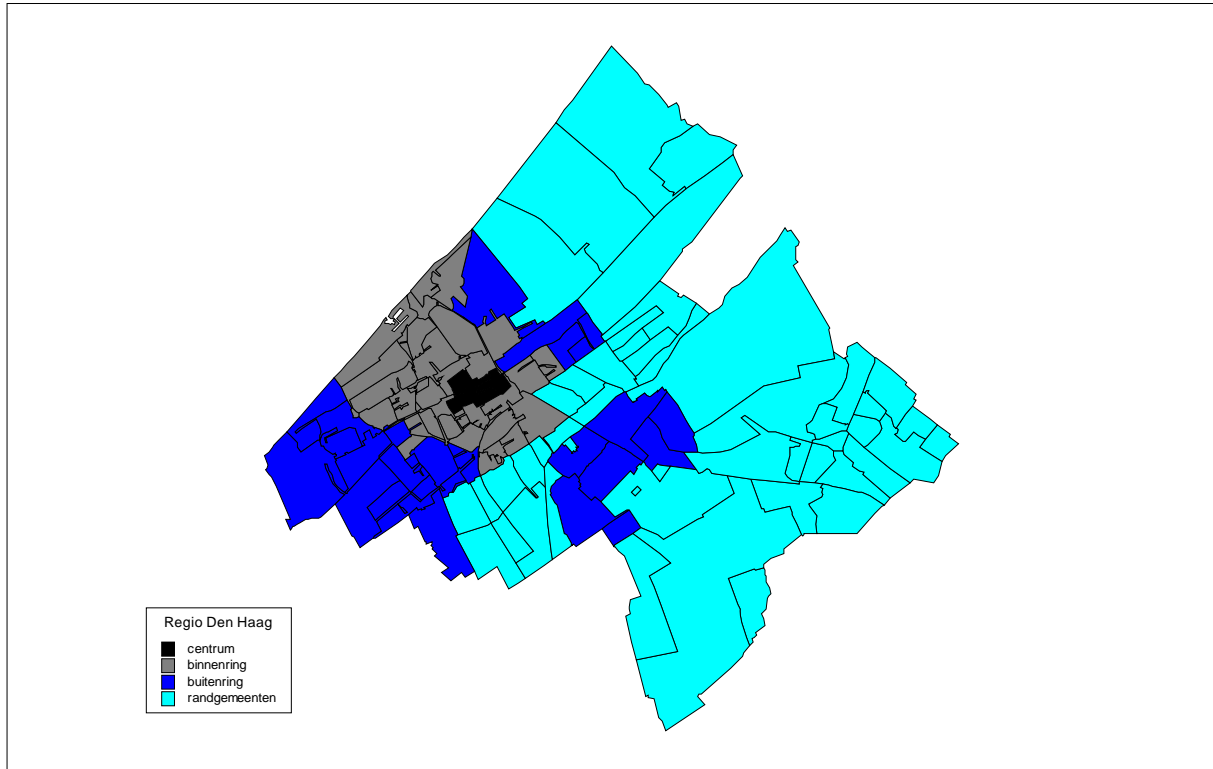 Regio Den Haag
centrum
binnenring
buitenring
randgemeenten